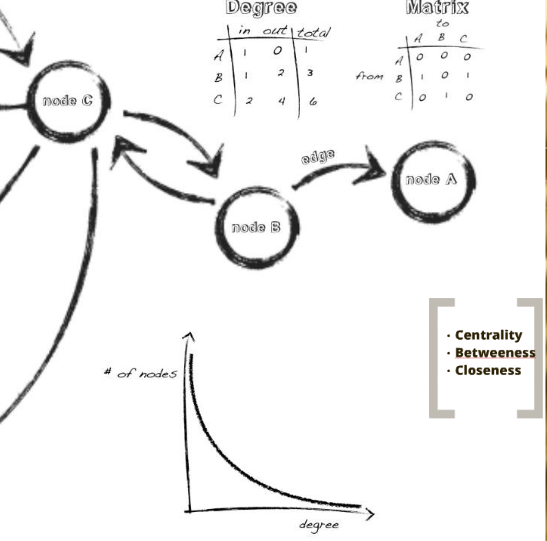 Degree
in out total
A 1 0 1
B 1 2 3
C 2 4 6
Matrix
to
A B C
from
A 0 0 0
B 1 0 1
C 0 1 0
node C
edge
node A
node B
· Centrality
· Betweeness
· Closeness
# of nodes
degree